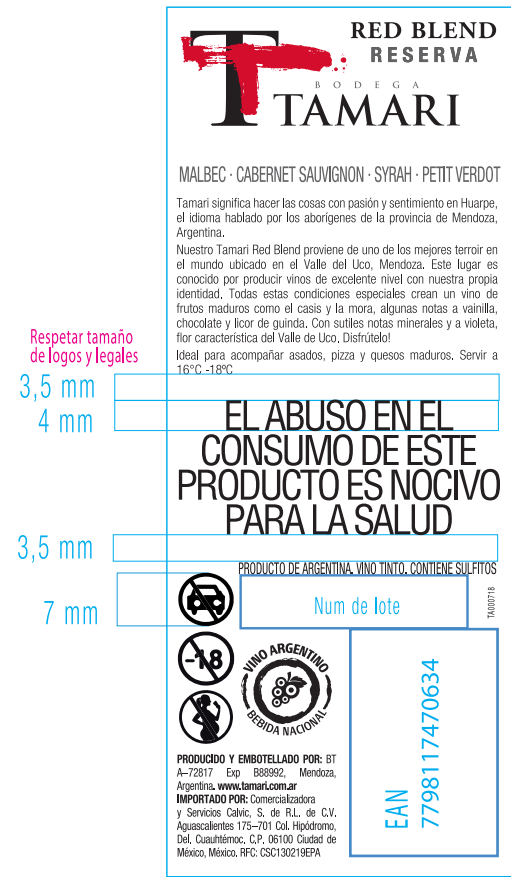 RED BLEND
RESERVA
BODEGA
TAMARI
MALBEC · CABERNET SAUVIGNON · SYRAH · PETIT VERDOT
Tamari significa hacer las cosas con pasión y sentimiento en Huarpe,
el idioma hablado por los aborígenes de la provincia de Mendoza,
Argentina.
Nuestro Tamari Red Blend proviene de uno de los mejores terroir en
el mundo ubicado en el Valle del Uco, Mendoza. Este lugar es
conocido por producir vinos de excelente nivel con nuestra propia
identidad. Todas estas condiciones especiales crean un vino de
frutos maduros como el casis y la mora, algunas notas a vainilla,
chocolate y licor de guinda. Con sutiles notas minerales y a violeta,
flor característica del Valle de Uco. Disfrútelo!
Ideal para acompañar asados, pizza y quesos maduros. Servir a
16°C -18°C
Respetar tamaño
de logos y legales
3,5 mm
4 mm
EL ABUSO EN EL
CONSUMO DE ESTE
PRODUCTO ES NOCIVO
PARA LA SALUD
3,5 mm
PRODUCTO DE ARGENTINA. VINO TINTO. CONTIENE SULFITOS
7 mm
Num de lote
TA000718
-18
VINO ARGENTINO
BEBIDA NACIONAL
EAN
7798117470634
PRODUCIDO Y EMBOTELLADO POR: BT
A–72817 Exp B88992, Mendoza,
Argentina. www.tamari.com.ar
IMPORTADO POR: Comercializadora
y Servicios Calvic, S. de R.L. de C.V.
Aguascalientes 175–701 Col. Hipódromo,
Del. Cuauhtémoc. C.P. 06100 Ciudad de
México, México. RFC: CSC130219EPA